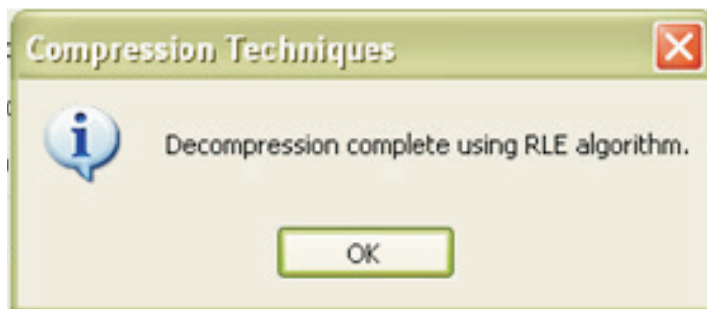 Compression Techniques
Decompression complete using RLE algorithm.
OK